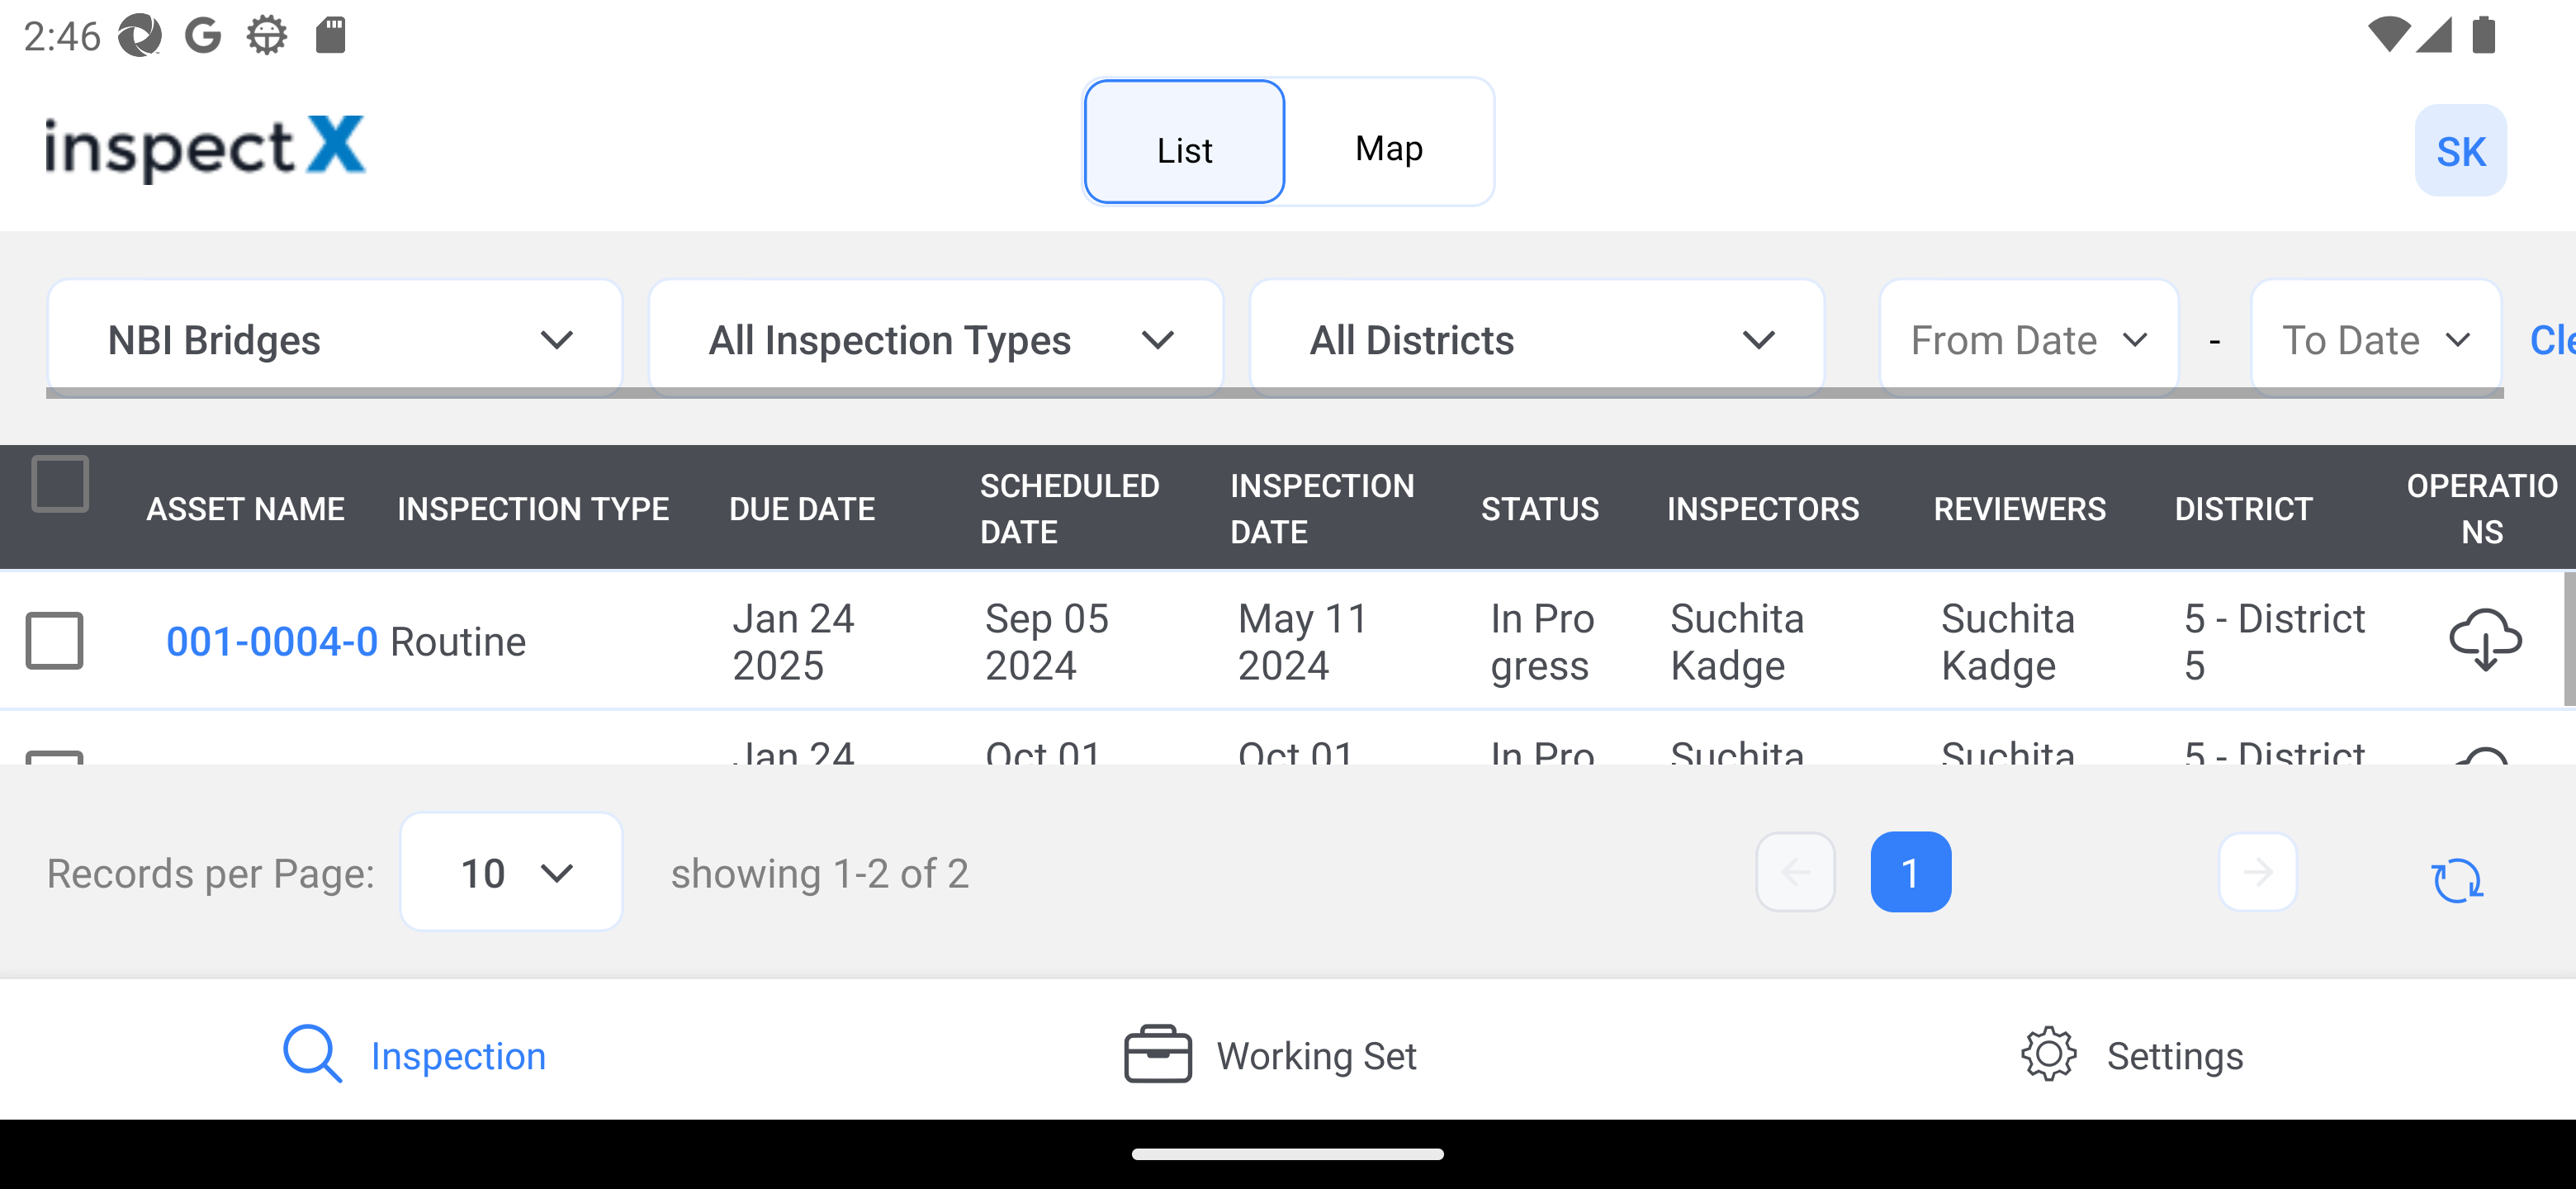 2:46
inspectX
List
Map
SK
NBI Bridges
All Inspection Types
All Districts
From Date
-
To Date
Cle
ASSET NAME
INSPECTION TYPE
DUE DATE
SCHEDULED
DATE
INSPECTION
DATE
STATUS
INSPECTORS
REVIEWERS
DISTRICT
OPERATIO
NS
001-0004-0
Routine
Jan 24
2025
Sep 05
2024
May 11
2024
In Pro
gress
Suchita
Kadge
Suchita
Kadge
5 - District
5
Jan 24
Oct 01
Oct 01
In Pro
Suchita
Suchita
5 - District
Records per Page:
10
showing 1-2 of 2
1
Inspection
Working Set
Settings